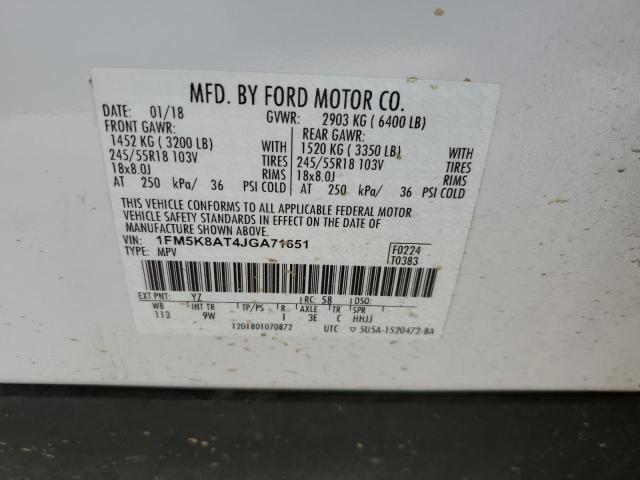 MFD. BY FORD MOTOR CO.
DATE: 01/18 GVWR: 2903 KG ( 6400 LB)
FRONT GAWR: REAR GAWR:
1452 KG ( 3200 LB) 1520 KG ( 3350 LB)
245/55R18 103V TIRES 245/55R18 103V TIRES
18x8.0J RIMS 18x8.0J RIMS
AT 250 kPa/ 36 PSI COLD AT 250 kPa/ 36 PSI COLD
THIS VEHICLE CONFORMS TO ALL APPLICABLE FEDERAL MOTOR
VEHICLE SAFETY AND THEFT PREVENTION STANDARDS IN EFFECT ON THE DATE OF
MANUFACTURE SHOWN ABOVE.
VIN: 1FM5K8AT4JGA71651 F0224
TYPE: MPV T0383
EXT PNT: YZ RC: 58 DSO:
WB INT TR TP/PS R AXLE TR SPR
113 9W 1 3E C HHJJ
1201801070872 UTC ▽ 5U5A-1520472-BA